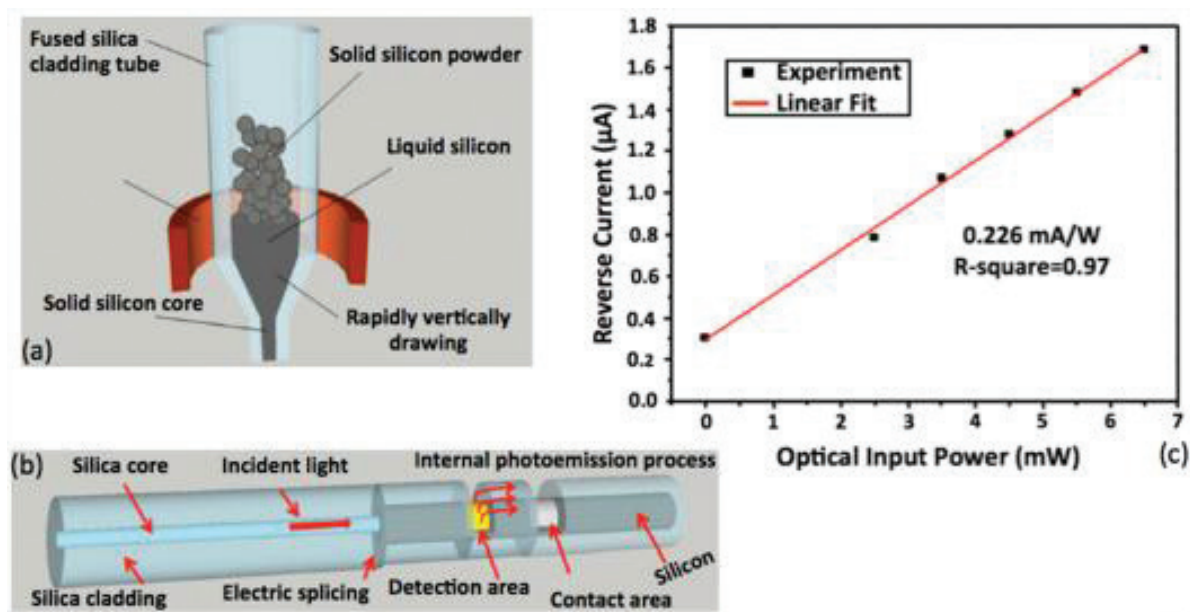 Fused silica
cladding tube
Solid silicon powder
Liquid silicon
Solid silicon core
Rapidly vertically
drawing
(a)
1.8
1.6
1.4
1.2
1.0
0.8
0.6
0.4
0.2
0.0
Reverse Current (µA)
Experiment
Linear Fit
0.226 mA/W
R-square=0.97
0 1 2 3 4 5 6 7
Optical Input Power (mW)
(c)
(b)
Silica core
Incident light
Internal photoemission process
Silica cladding
Electric splicing
Detection area
Contact area
Silicon